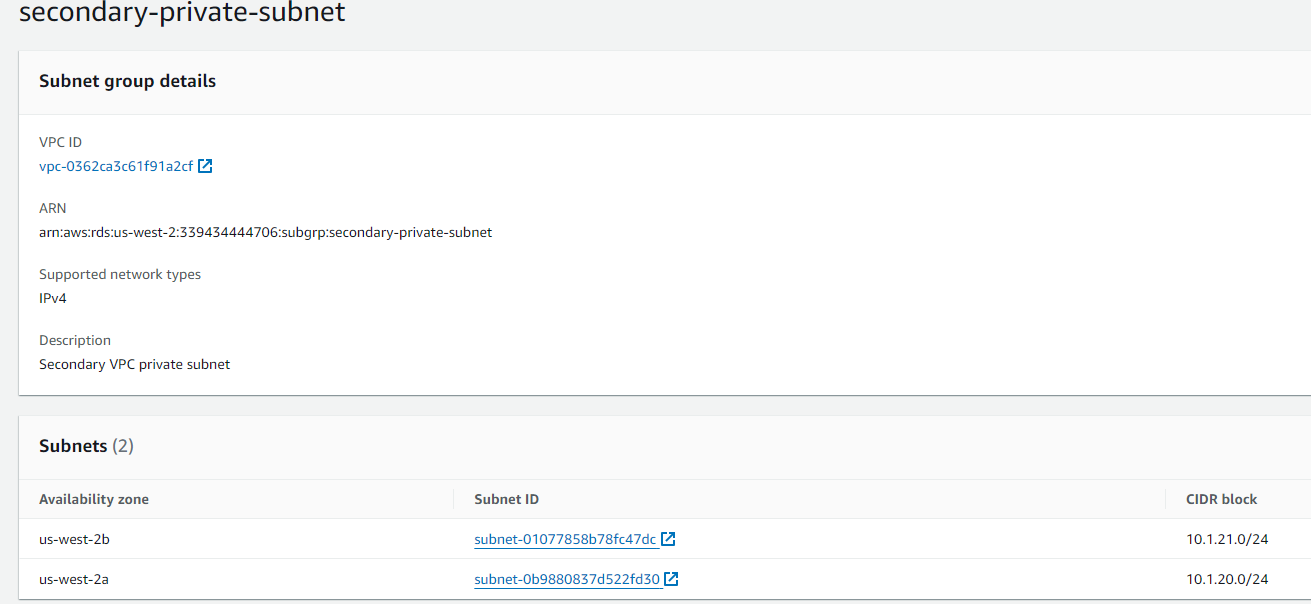 secondary-private-subnet
Subnet group details
VPC ID
vpc-0362ca3c61f91a2cf
ARN
arn:aws:rds:us-west-2:339434444706:subgrp:secondary-private-subnet
Supported network types
IPv4
Description
Secondary VPC private subnet
Subnets (2)
Availability zone Subnet ID CIDR block
us-west-2b subnet-01077858b78fc47dc 10.1.21.0/24
us-west-2a subnet-0b9880837d522fd30 10.1.20.0/24